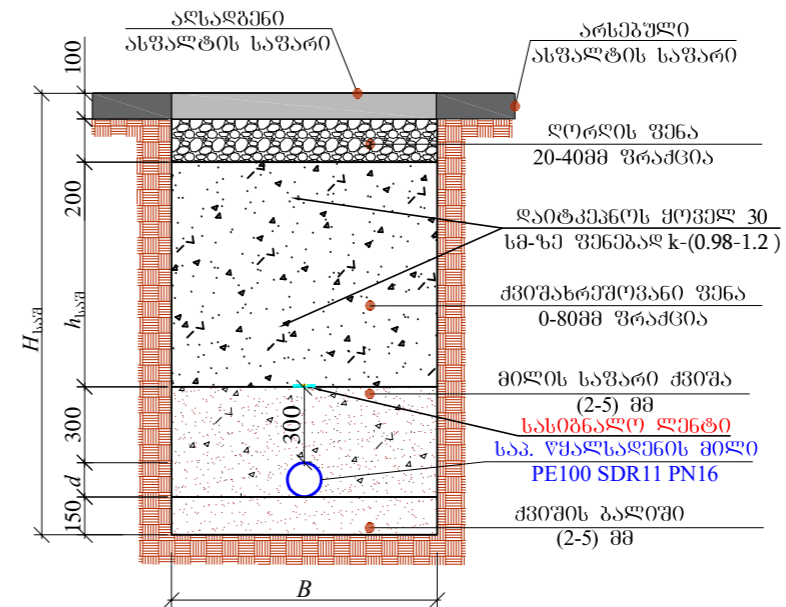 აღსადგენი
ასფალტის საფარი
არსებული
ასფალტის საფარი
ღორღის ფენა
20-40მმ ფრაქცია
დაიტკეპნოს ყოველ 30
სმ-ზე ფენებად k-(0.98-1.2 )
ქვიშახრეშოვანი ფენა
0-80მმ ფრაქცია
მილის საფარი ქვიშა
(2-5) მმ
სასიგნალო ლენტი
საპ. წყალსადენის მილი
PE100 SDR11 PN16
ქვიშის ბალიში
(2-5) მმ
100
200
hსაშ
Hსაშ
300
300
d
150
B